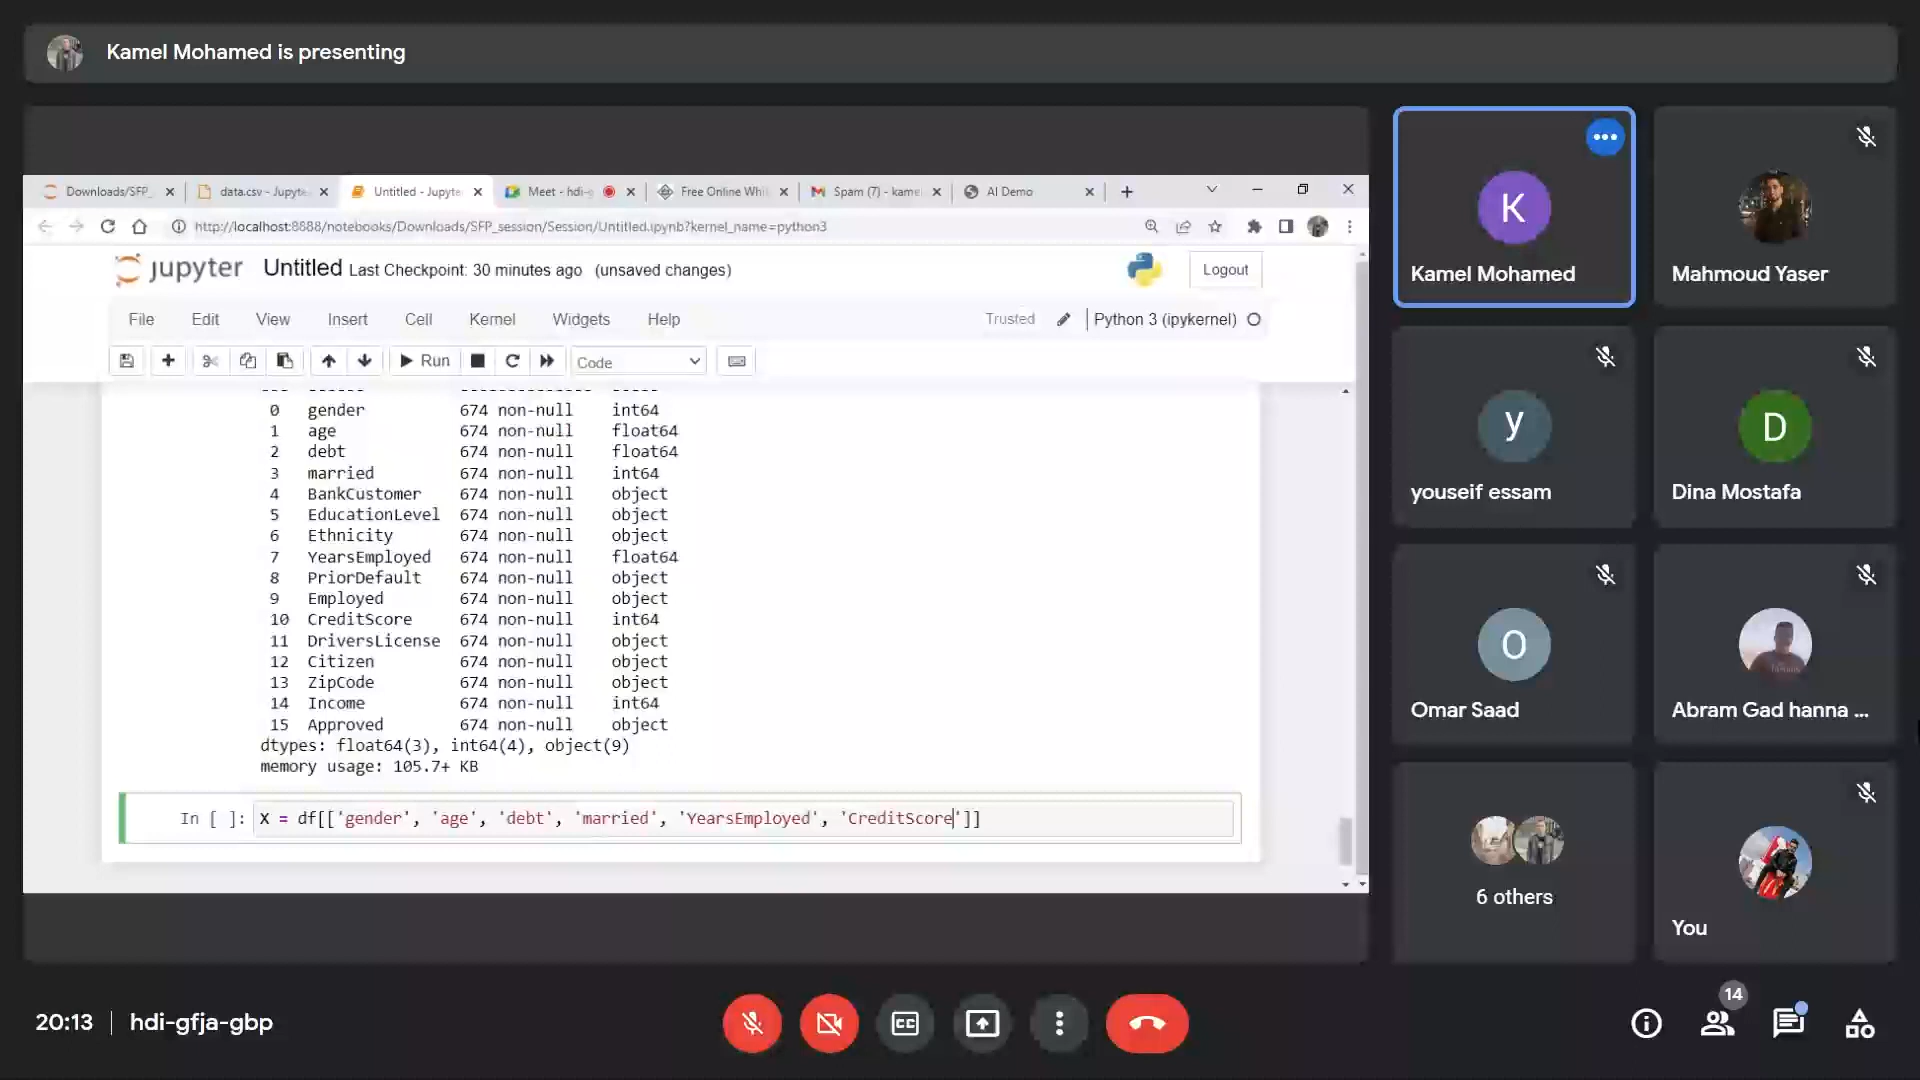 Kamel Mohamed is presenting
Downloads/SFP_
data.csv - Jupyte
Untitled - Jupyte
Meet - hdi-g
Free Online Whi
Spam (7) - kame
AI Demo
http://localhost:8888/notebooks/Downloads/SFP_session/Session/Untitled.ipynb?kernel_name=python3
jupyter Untitled Last Checkpoint: 30 minutes ago (unsaved changes)
Logout
File Edit View Insert Cell Kernel Widgets Help
Trusted Python 3 (ipykernel)
Run Code
0 gender 674 non-null int64
1 age 674 non-null float64
2 debt 674 non-null float64
3 married 674 non-null int64
4 BankCustomer 674 non-null object
5 EducationLevel 674 non-null object
6 Ethnicity 674 non-null object
7 YearsEmployed 674 non-null float64
8 PriorDefault 674 non-null object
9 Employed 674 non-null object
10 CreditScore 674 non-null int64
11 DriversLicense 674 non-null object
12 Citizen 674 non-null object
13 ZipCode 674 non-null object
14 Income 674 non-null int64
15 Approved 674 non-null object
dtypes: float64(3), int64(4), object(9)
memory usage: 105.7+ KB
In [ ]: X = df[['gender', 'age', 'debt', 'married', 'YearsEmployed', 'CreditScore']]
K
Kamel Mohamed
Mahmoud Yaser
y
youseif essam
D
Dina Mostafa
O
Omar Saad
Abram Gad hanna ...
6 others
You
20:13 hdi-gfja-gbp
CC
14